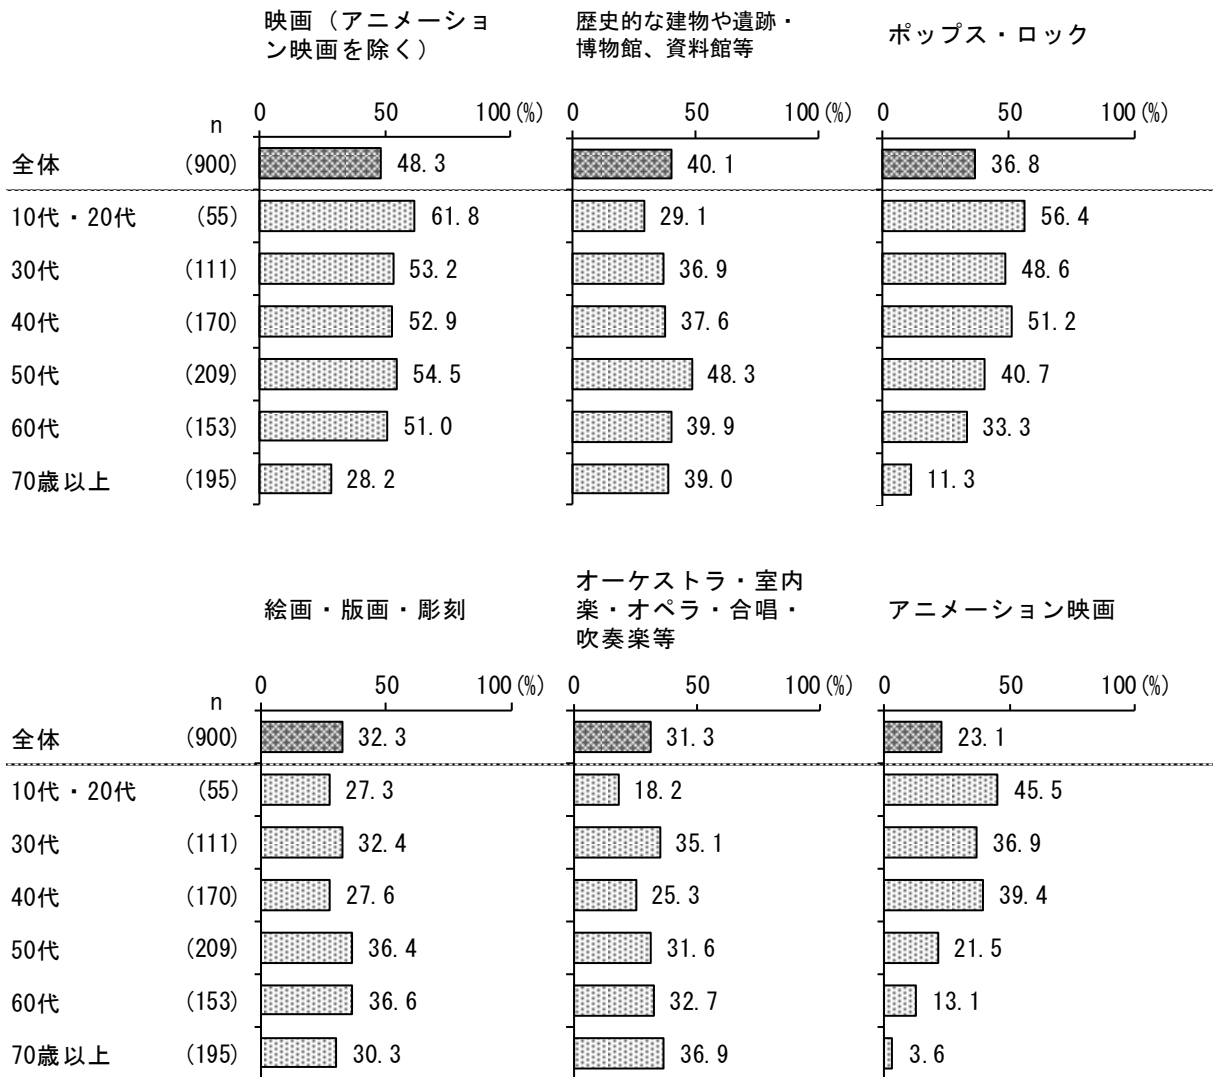 映画（アニメーショ
ン映画を除く）
歴史的な建物や遺跡・
博物館、資料館等
ポップス・ロック
n 0 50 100(%) 0 50 100(%) 0 50 100(%)
全体 (900) 48.3 40.1 36.8
10代・20代 (55) 61.8 29.1 56.4
30代 (111) 53.2 36.9 48.6
40代 (170) 52.9 37.6 51.2
50代 (209) 54.5 48.3 40.7
60代 (153) 51.0 39.9 33.3
70歳以上 (195) 28.2 39.0 11.3
絵画・版画・彫刻
オーケストラ・室内
楽・オペラ・合唱・
吹奏楽等
アニメーション映画
n 0 50 100(%) 0 50 100(%) 0 50 100(%)
全体 (900) 32.3 31.3 23.1
10代・20代 (55) 27.3 18.2 45.5
30代 (111) 32.4 35.1 36.9
40代 (170) 27.6 25.3 39.4
50代 (209) 36.4 31.6 21.5
60代 (153) 36.6 32.7 13.1
70歳以上 (195) 30.3 36.9 3.6